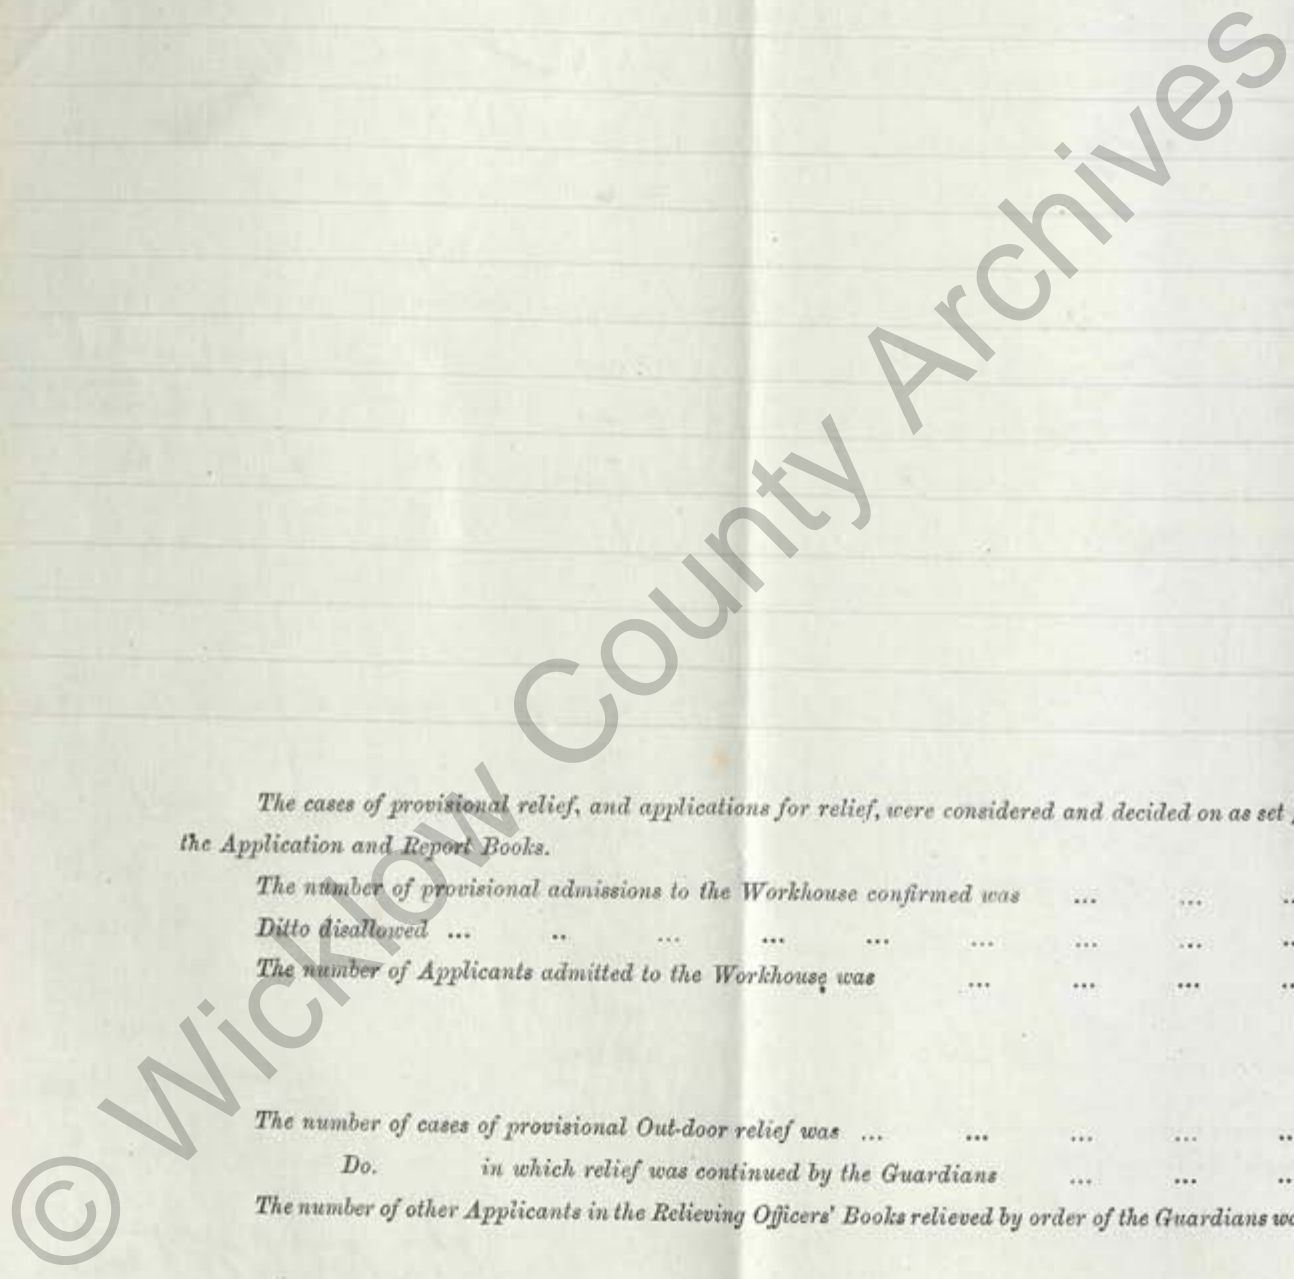 The cases of provisional relief, and applications for relief, were considered and decided on as set
the Application and Report Books.
The number of provisional admissions to the Workhouse confirmed was ... ... ..
Ditto disallowed ... .. ... ... ... ... ... ... ..
The number of Applicants admitted to the Workhouse was ... ... ... ..
The number of cases of provisional Out-door relief was ... ... ... ... ..
Do. in which relief was continued by the Guardians ... ... ..
The number of other Applicants in the Relieving Officers' Books relieved by order of the Guardians
© Wicklow County Archives